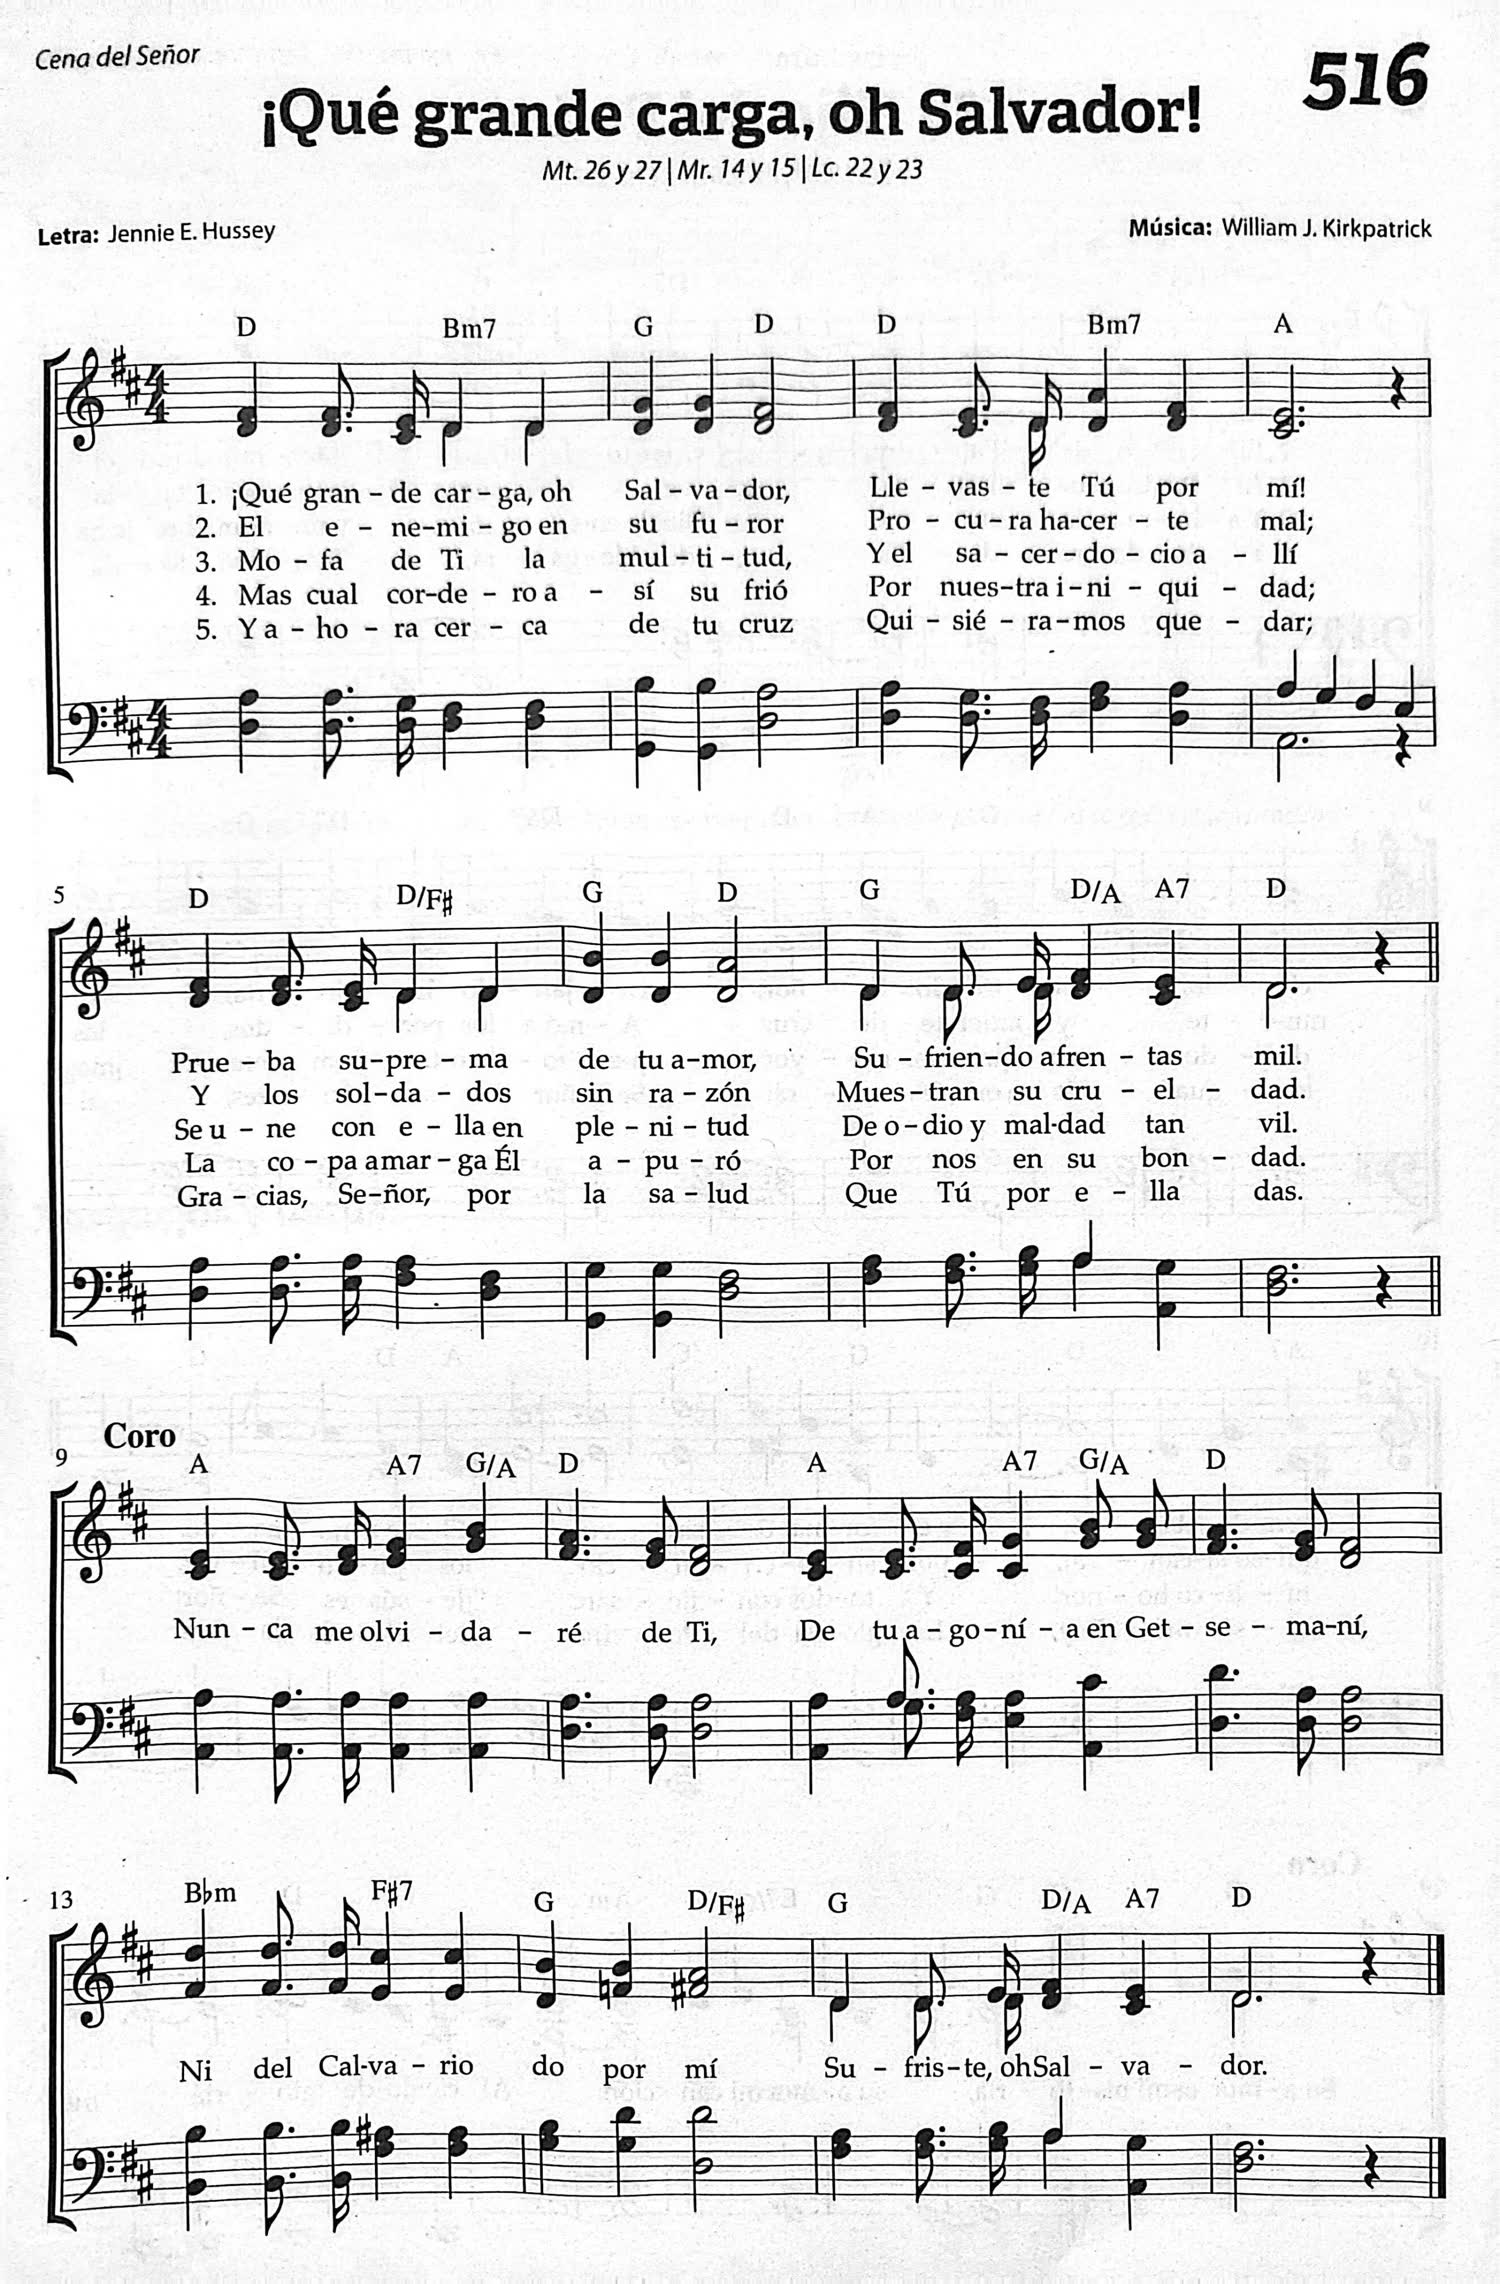 Cena del Señor
516
¡Qué grande carga, oh Salvador!
Mt. 26 y 27 | Mr. 14 y 15 | Lc. 22 y 23
Letra: Jennie E. Hussey
Música: William J. Kirkpatrick
D Bm7 G D D Bm7 A
1. ¡Qué gran – de car – ga, oh Sal – va – dor, Lle – vas – te Tú por mí!
2. El e – ne–mi – go en su fu – ror Pro – cu – ra ha–cer – te mal;
3. Mo – fa de Ti la mul – ti – tud, Y el sa – cer – do – cio a – llí
4. Mas cual cor–de – ro a – sí su frió Por nues–tra i–ni – qui – dad;
5. Y a – ho – ra cer – ca de tu cruz Qui – sié – ra–mos que – dar;
5 D D/F♯ G D G D/A A7 D
Prue – ba su–pre – ma de tu a–mor, Su – frien–do a fren – tas mil.
Y los sol–da – dos sin ra – zón Mues–tran su cru – el – dad.
Se u – ne con e – lla en ple – ni – tud De o–dio y mal-dad tan vil.
La co – pa a mar – ga Él a – pu – ró Por nos en su bon – dad.
Gra – cias, Se–ñor, por la sa – lud Que Tú por e – lla das.
Coro
9 A A7 G/A D A A7 G/A D
Nun – ca me ol vi – da – ré de Ti, De tu a – go – ní – a en Get – se – ma–ní,
13 B♭m F♯7 G D/F♯ G D/A A7 D
Ni del Cal-va – rio do por mí Su – fris–te, oh Sal – va – dor.